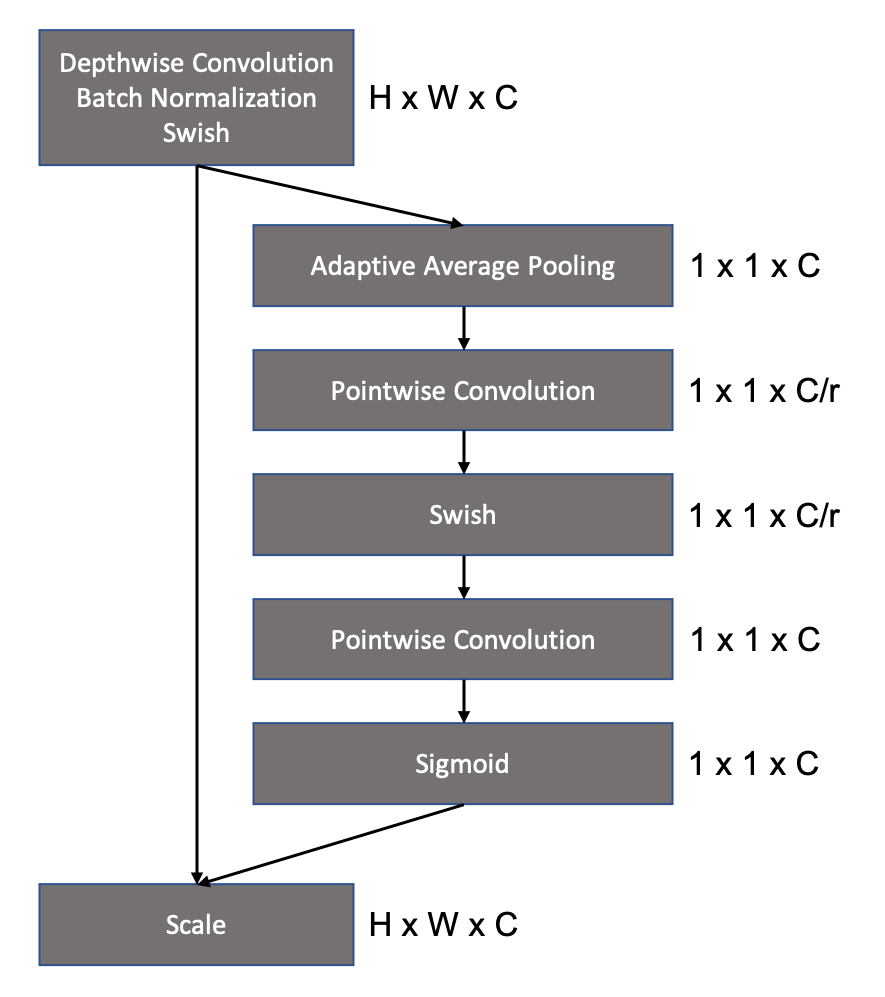 Depthwise Convolution
Batch Normalization
Swish
H x W x C
Adaptive Average Pooling
1 x 1 x C
Pointwise Convolution
1 x 1 x C/r
Swish
1 x 1 x C/r
Pointwise Convolution
1 x 1 x C
Sigmoid
1 x 1 x C
Scale
H x W x C